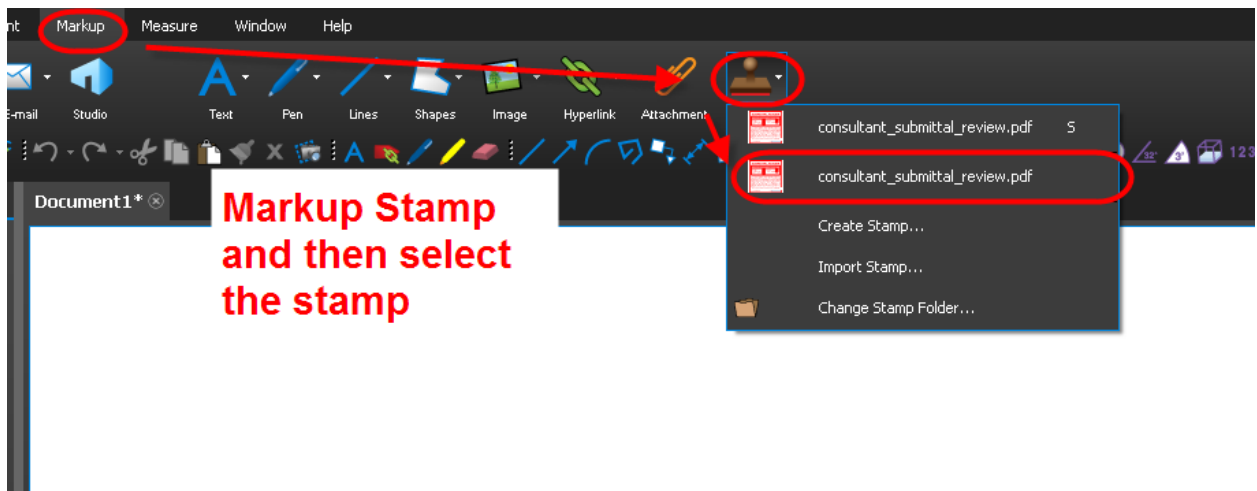 nt Markup Measure Window Help
E-mail Studio Text Pen Lines Shapes Image Hyperlink Attachment
consultant_submittal_review.pdf S
consultant_submittal_review.pdf
Create Stamp...
Import Stamp...
Change Stamp Folder...
Document1*
Markup Stamp
and then select
the stamp